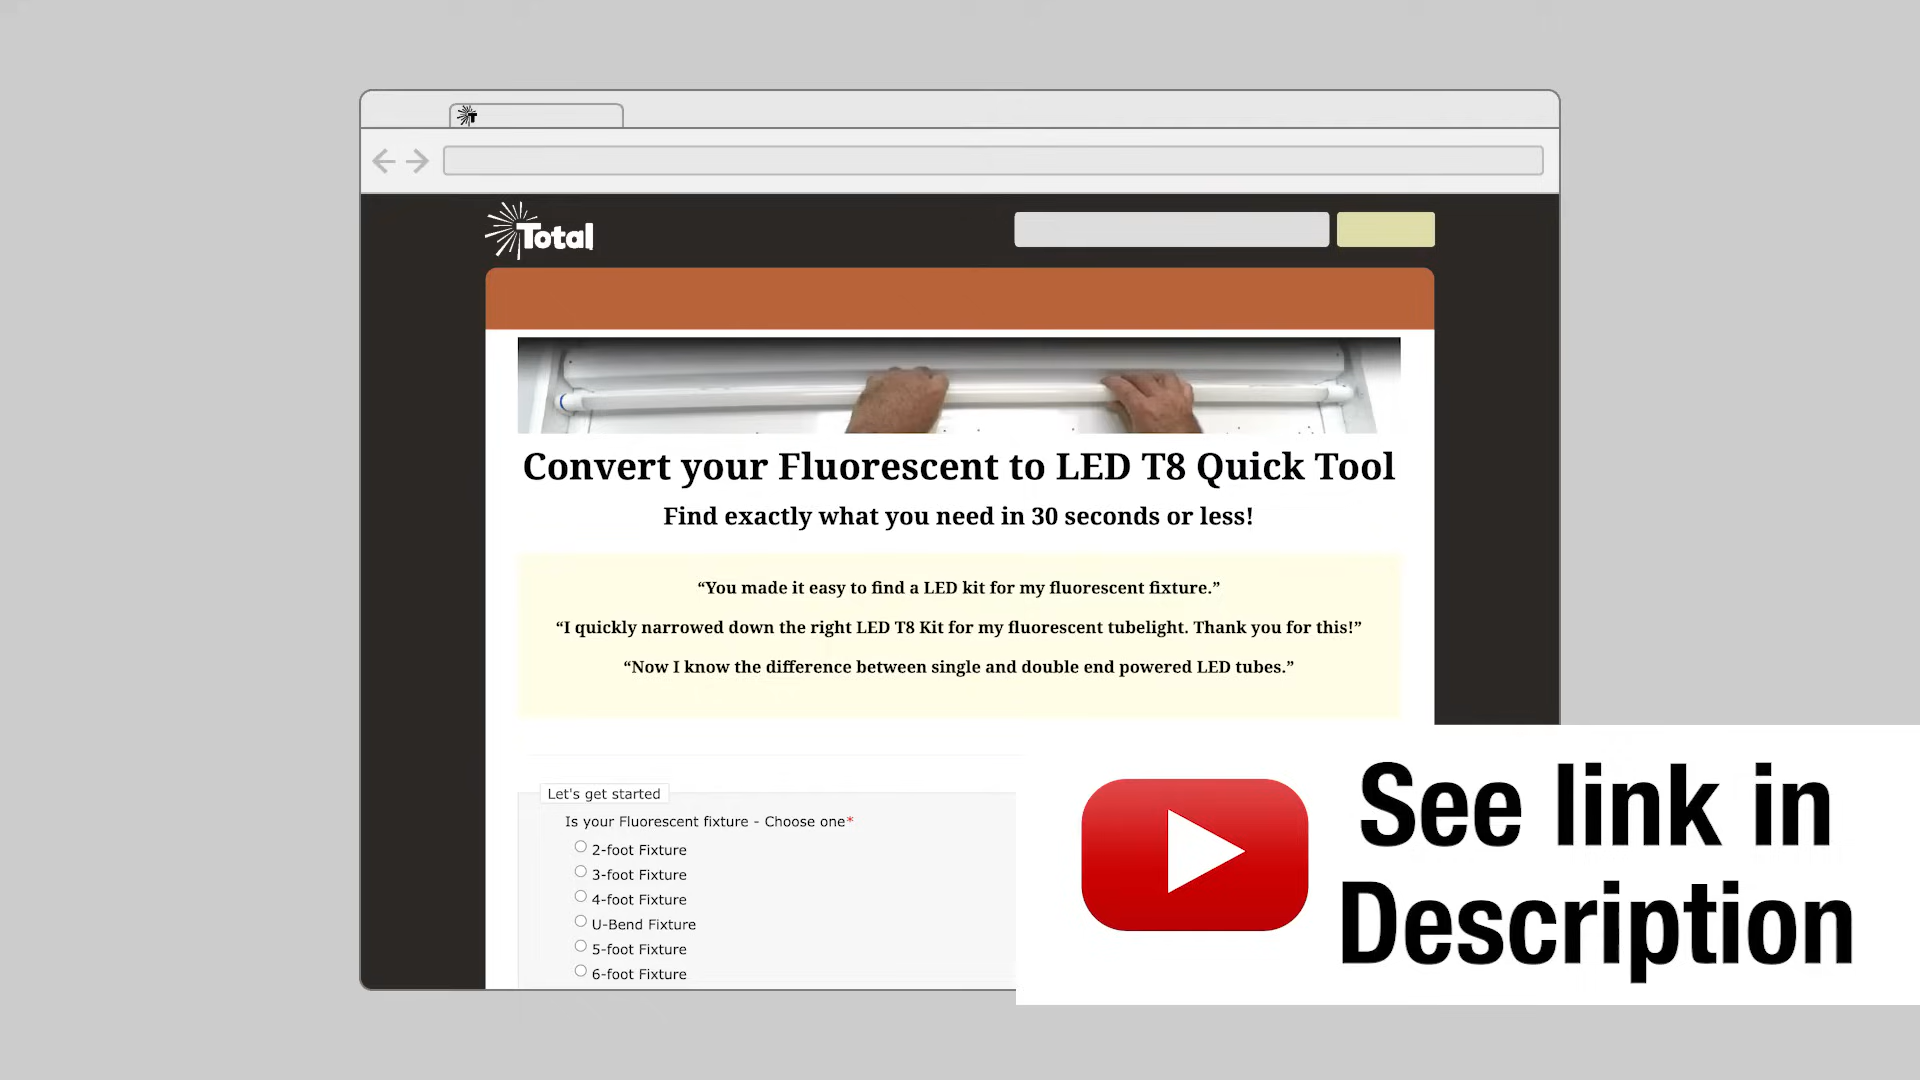 T
Total
Convert your Fluorescent to LED T8 Quick Tool
Find exactly what you need in 30 seconds or less!
“You made it easy to find a LED kit for my fluorescent fixture.”
“I quickly narrowed down the right LED T8 Kit for my fluorescent tubelight. Thank you for this!”
“Now I know the difference between single and double end powered LED tubes.”
Let's get started
Is your Fluorescent fixture - Choose one*
2-foot Fixture
3-foot Fixture
4-foot Fixture
U-Bend Fixture
5-foot Fixture
6-foot Fixture
See link in
Description